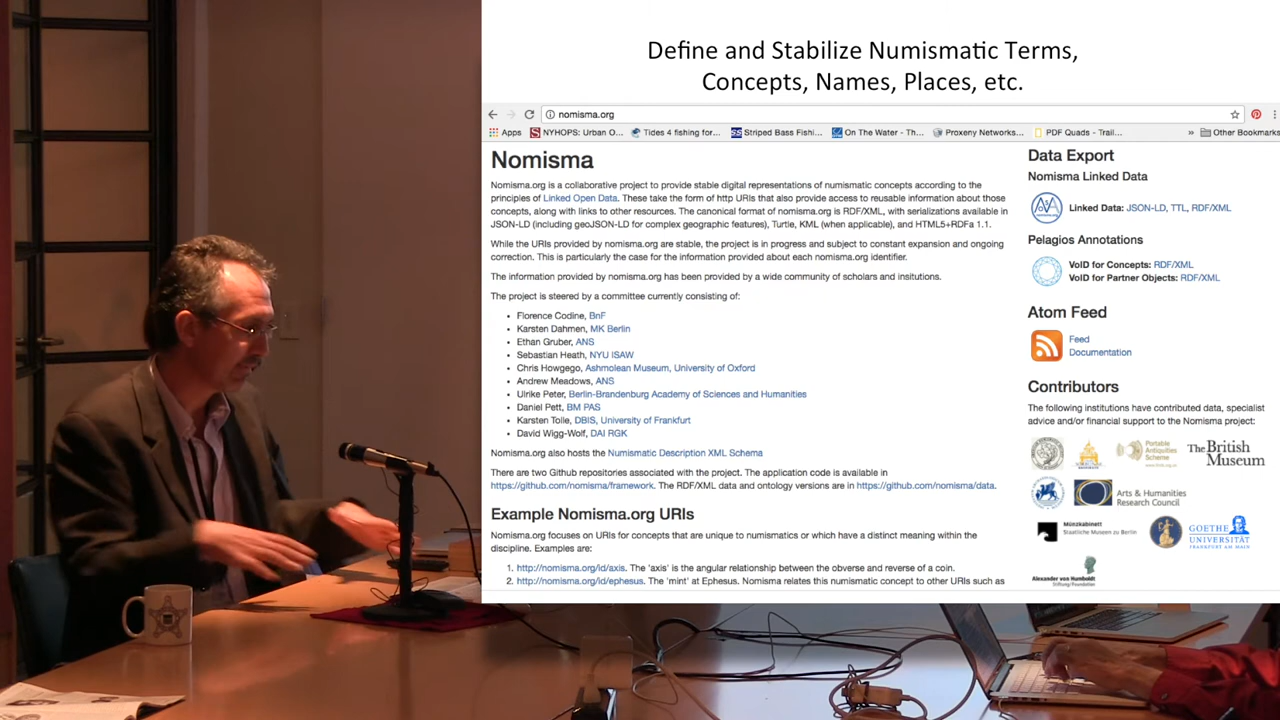 Define and Stabilize Numismatic Terms,
Concepts, Names, Places, etc.
nomisma.org
Apps
NYHOPS: Urban O...
Tides 4 fishing for...
Striped Bass Fishi...
On The Water - Th...
Proxeny Networks...
PDF Quads - Trail...
» Other Bookmarks
Nomisma
Nomisma.org is a collaborative project to provide stable digital representations of numismatic concepts according to the
principles of Linked Open Data. These take the form of http URIs that also provide access to reusable information about those
concepts, along with links to other resources. The canonical format of nomisma.org is RDF/XML, with serializations available in
JSON-LD (including geoJSON-LD for complex geographic features), Turtle, KML (when applicable), and HTML5+RDFa 1.1.
While the URIs provided by nomisma.org are stable, the project is in progress and subject to constant expansion and ongoing
correction. This is particularly the case for the information provided about each nomisma.org identifier.
The information provided by nomisma.org has been provided by a wide community of scholars and insitutions.
The project is steered by a committee currently consisting of:
• Florence Codine, BnF
• Karsten Dahmen, MK Berlin
• Ethan Gruber, ANS
• Sebastian Heath, NYU ISAW
• Chris Howgego, Ashmolean Museum, University of Oxford
• Andrew Meadows, ANS
• Ulrike Peter, Berlin-Brandenburg Academy of Sciences and Humanities
• Daniel Pett, BM PAS
• Karsten Tolle, DBIS, University of Frankfurt
• David Wigg-Wolf, DAI RGK
Nomisma.org also hosts the Numismatic Description XML Schema
There are two Github repositories associated with the project. The application code is available in
https://github.com/nomisma/framework. The RDF/XML data and ontology versions are in https://github.com/nomisma/data.
Example Nomisma.org URIs
Nomisma.org focuses on URIs for concepts that are unique to numismatics or which have a distinct meaning within the
discipline. Examples are:
1. http://nomisma.org/id/axis. The 'axis' is the angular relationship between the obverse and reverse of a coin.
2. http://nomisma.org/id/ephesus. The 'mint' at Ephesus. Nomisma relates this numismatic concept to other URIs such as
Data Export
Nomisma Linked Data
Linked Data: JSON-LD, TTL, RDF/XML
Pelagios Annotations
VoID for Concepts: RDF/XML
VoID for Partner Objects: RDF/XML
Atom Feed
Feed
Documentation
Contributors
The following institutions have contributed data, specialist
advice and/or financial support to the Nomisma project:
Portable
Antiquities
Scheme
The British
Museum
Arts & Humanities
Research Council
Münzkabinett
Staatliche Museen zu Berlin
GOETHE
UNIVERSITÄT
FRANKFURT AM MAIN
Alexander von Humboldt
Stiftung/Foundation